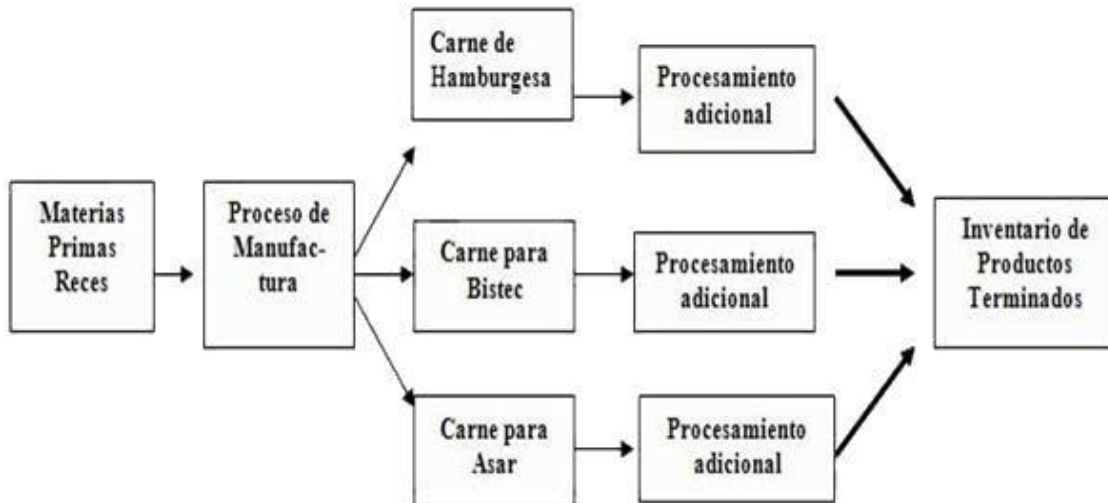 Materias
Primas
Reces
Proceso de
Manufac-
tura
Carne de
Hamburgesa
Procesamiento
adicional
Carne para
Bistec
Procesamiento
adicional
Carne para
Asar
Procesamiento
adicional
Inventario de
Productos
Terminados